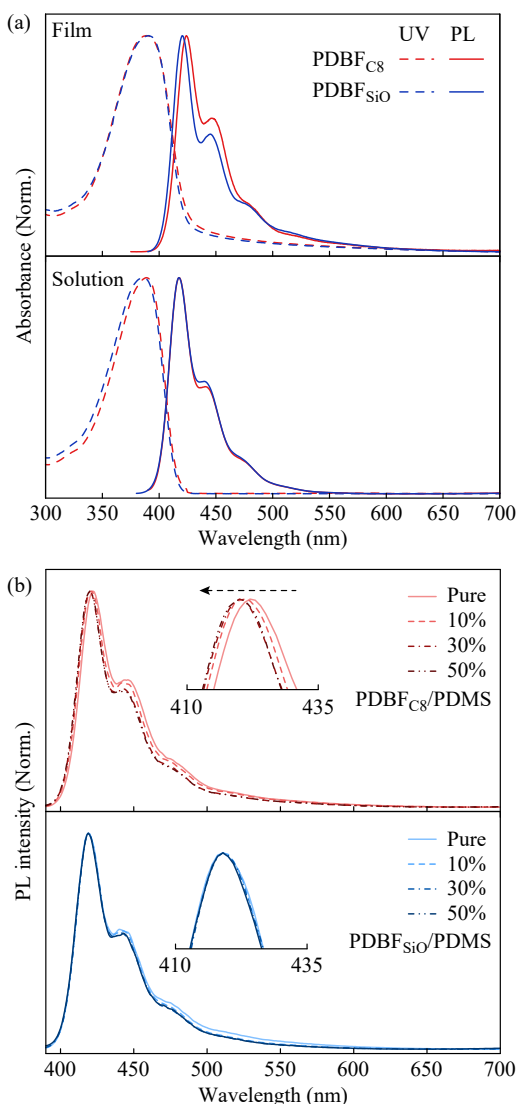 (a)
Film
UV PL
PDBF_C8
PDBF_SiO
Solution
Absorbance (Norm.)
300 350 400 450 500 550 600 650 700
Wavelength (nm)
(b)
Pure
10%
30%
50%
410 435
PDBF_C8/PDMS
Pure
10%
30%
50%
410 435
PDBF_SiO/PDMS
PL intensity (Norm.)
400 450 500 550 600 650 700
Wavelength (nm)